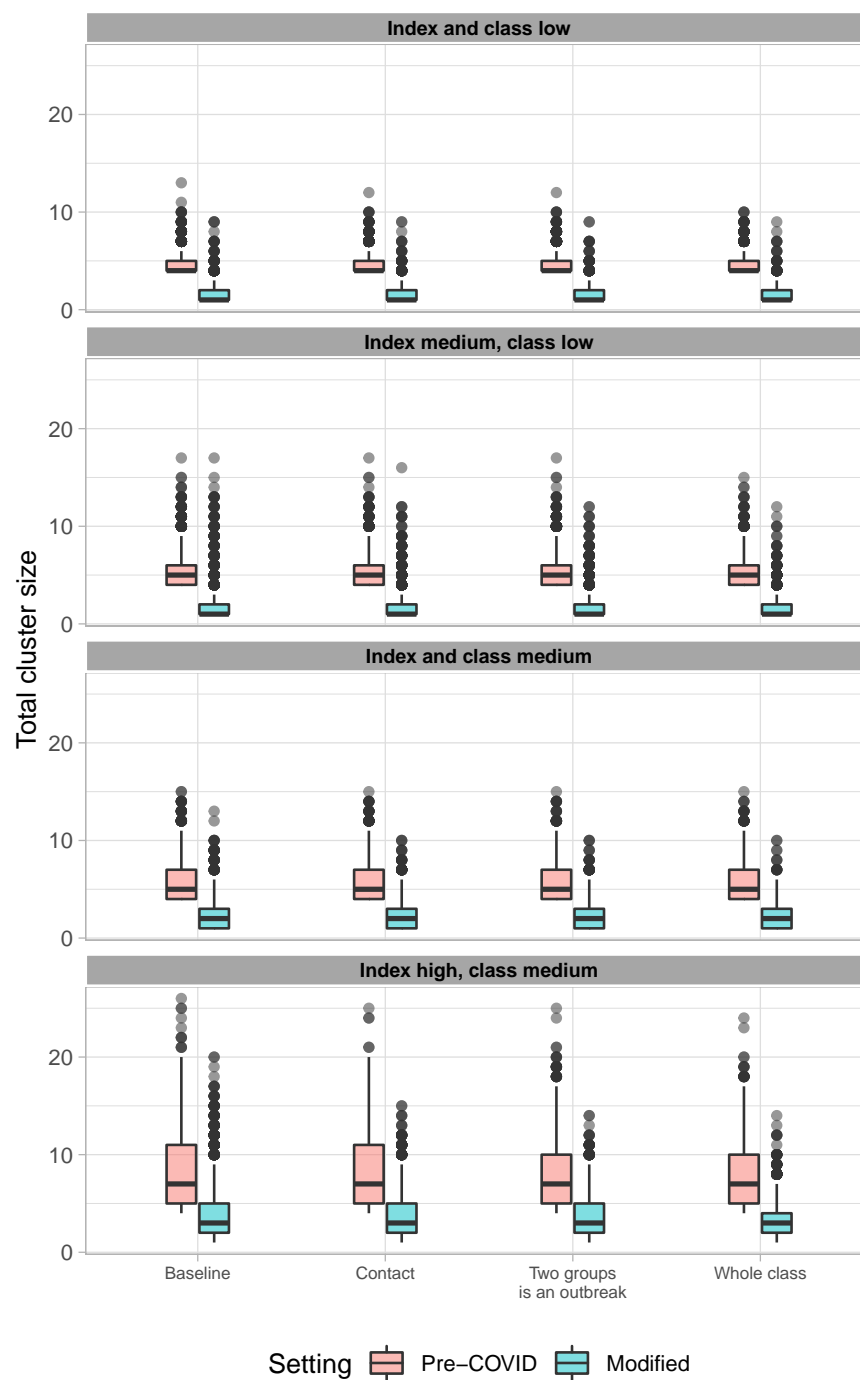 Index and class low
20
10
0
Index medium, class low
20
10
0
Total cluster size
Index and class medium
20
10
0
Index high, class medium
20
10
0
Baseline
Contact
Two groups
is an outbreak
Whole class
Setting
Pre−COVID
Modified